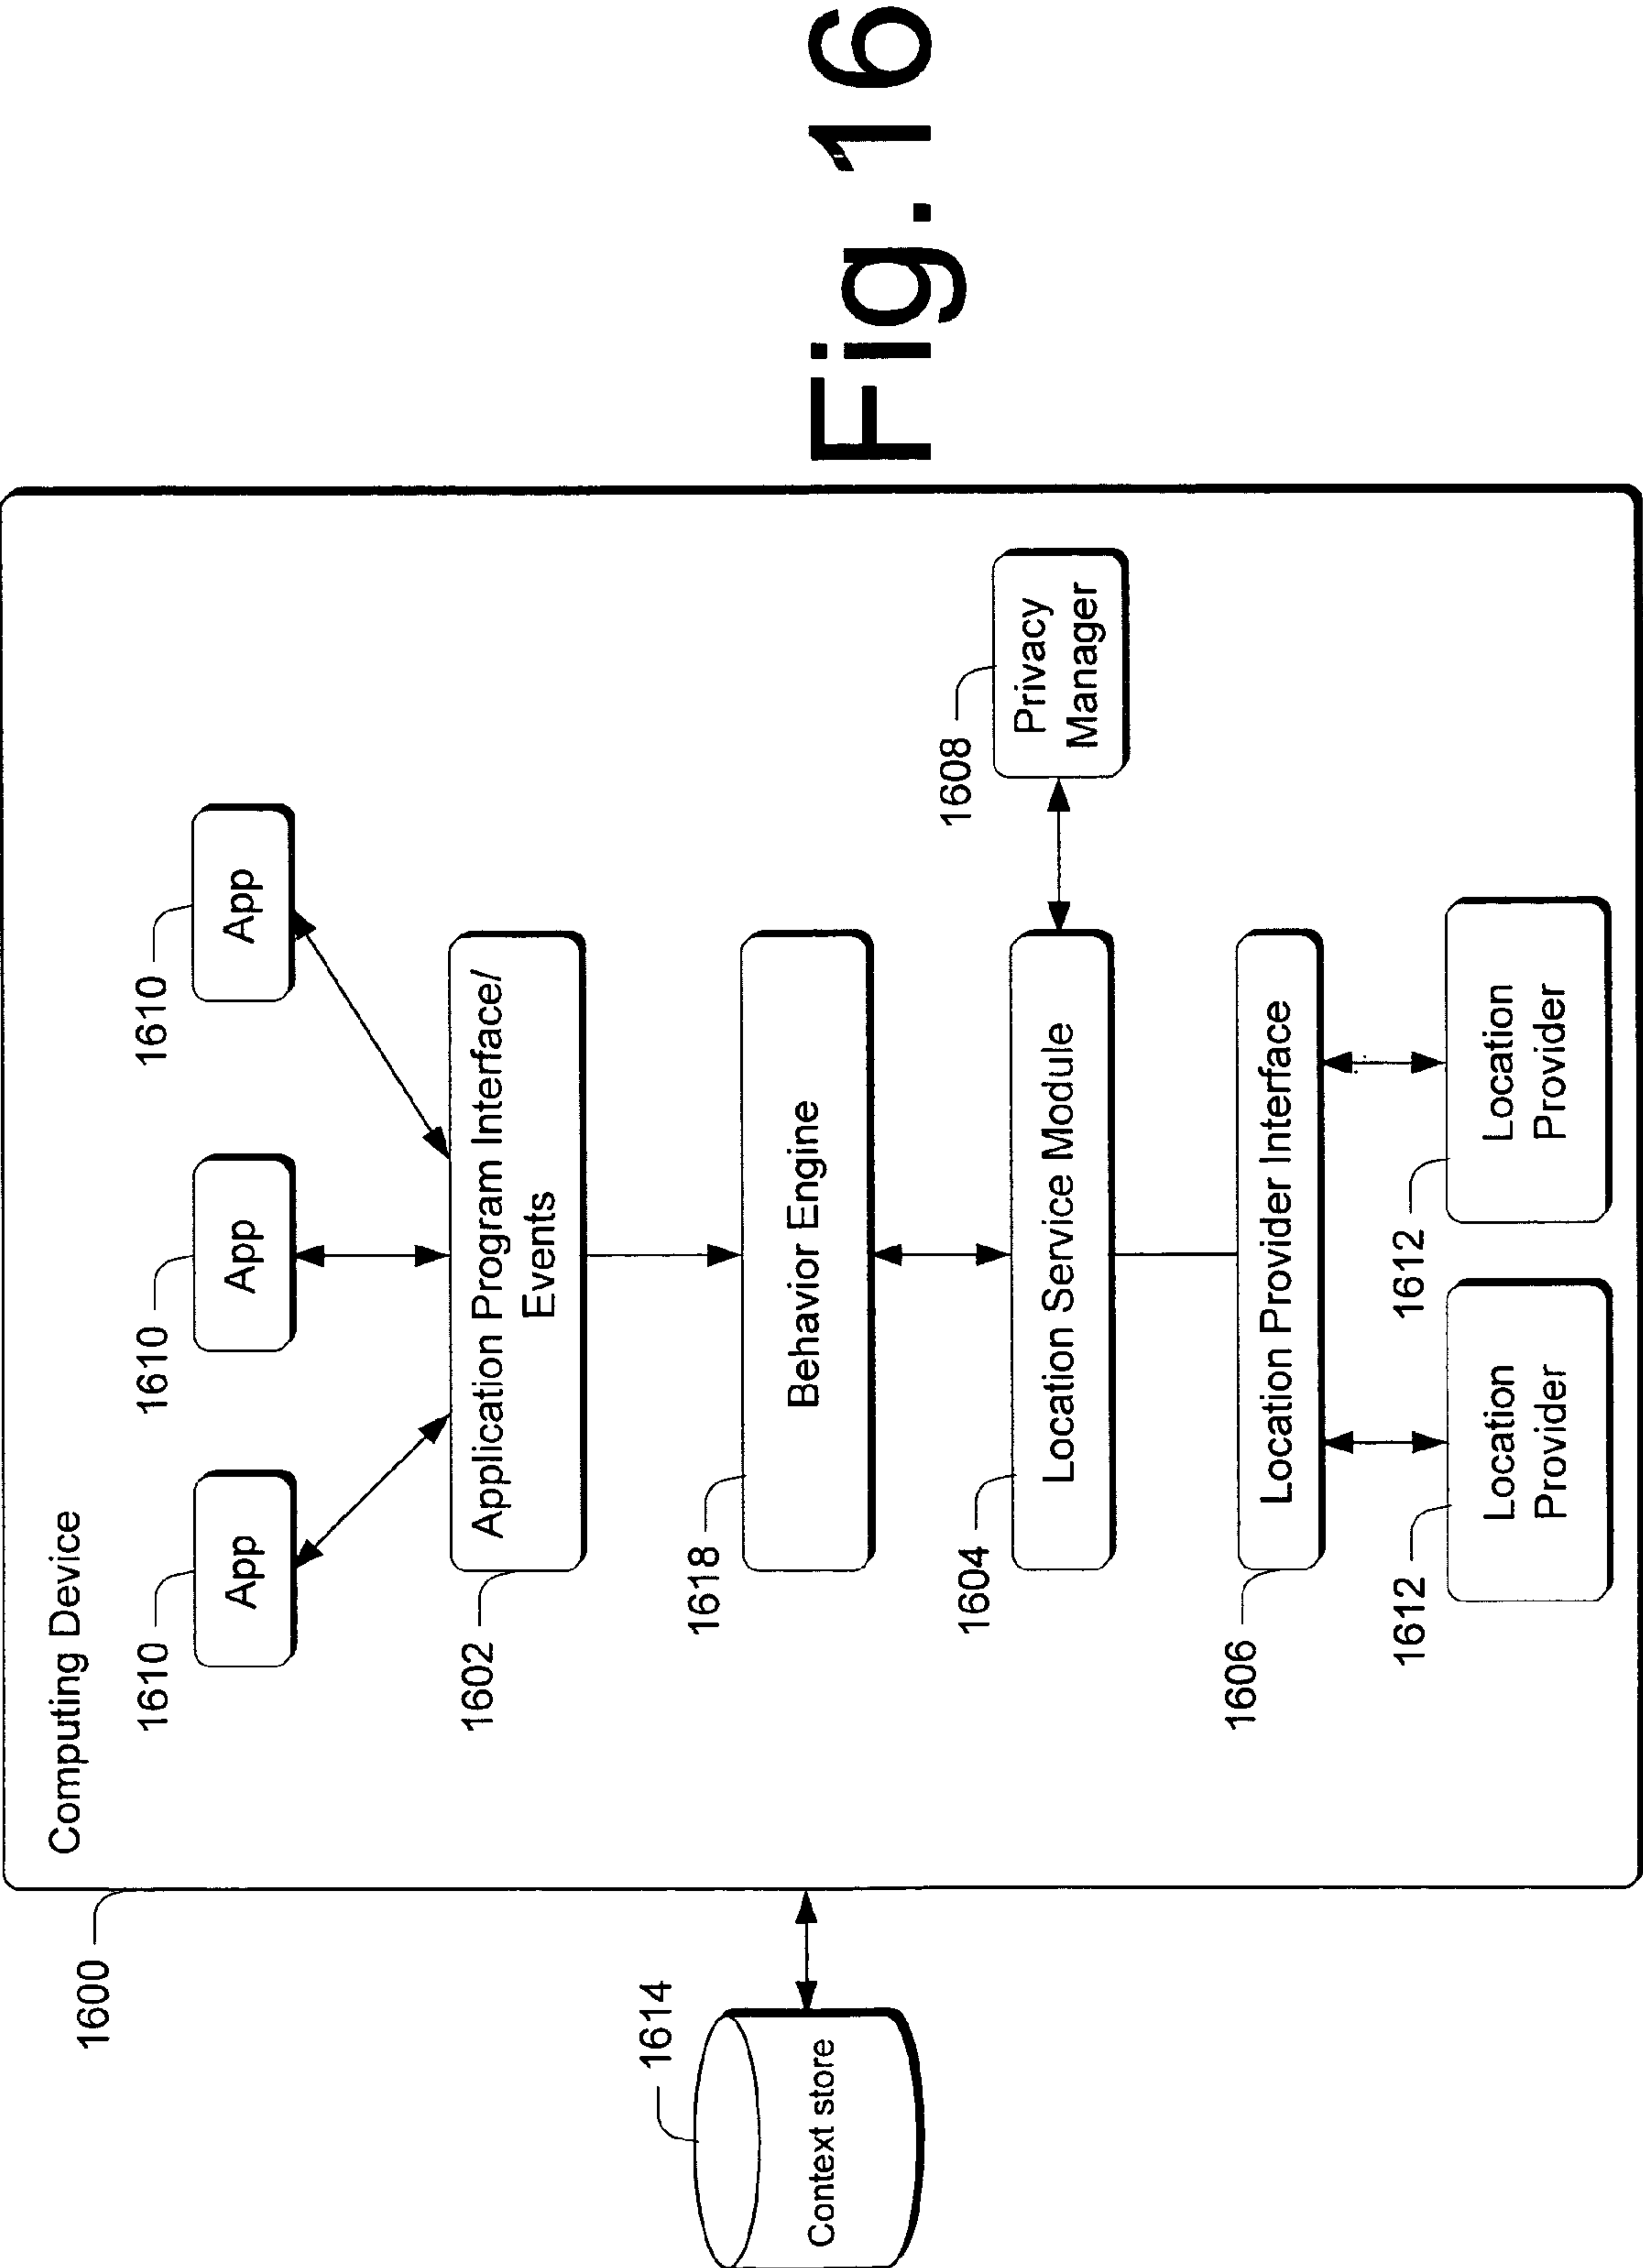 1600
Computing Device
1610
App
1610
App
1610
App
1602
Application Program Interface/
Events
1618
Behavior Engine
1614
Context store
1604
Location Service Module
1608
Privacy
Manager
1606
Location Provider Interface
1612
Location
Provider
1612
Location
Provider
Fig.16